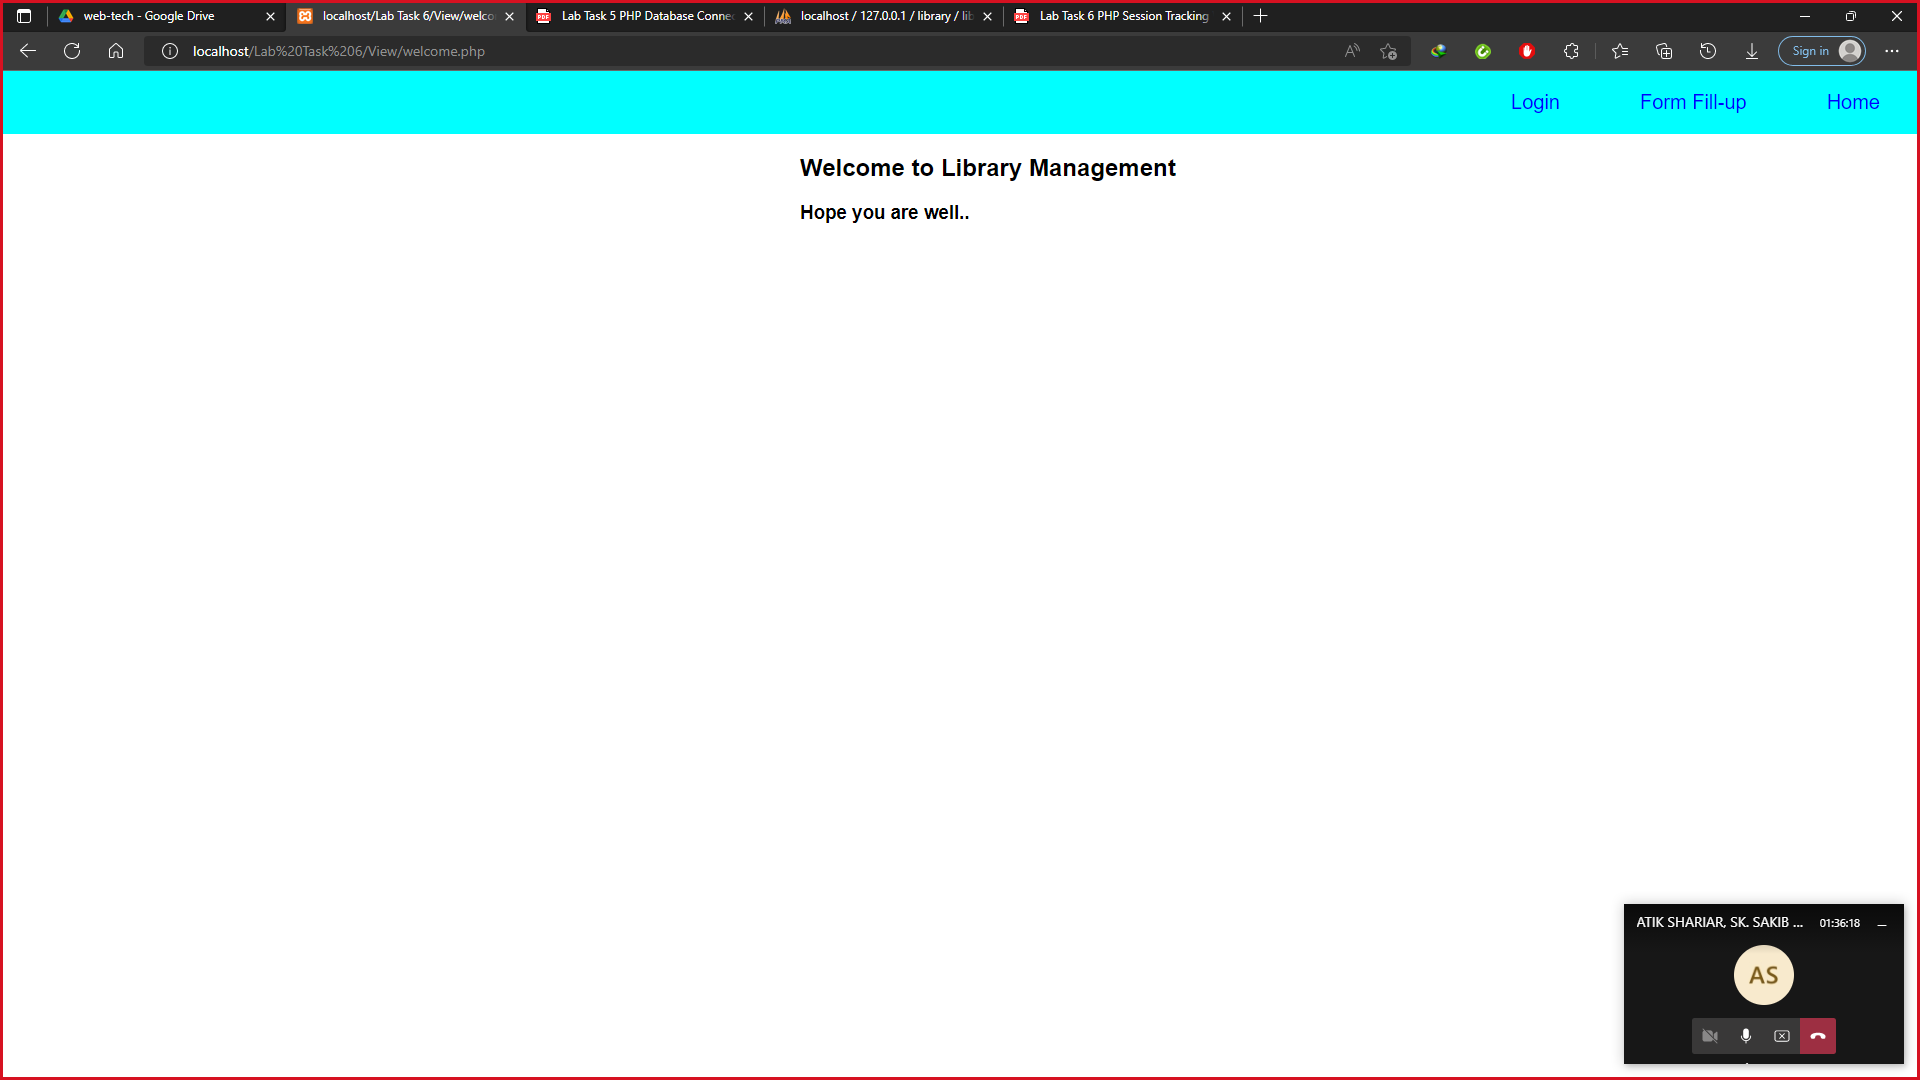 web-tech - Google Drive
localhost/Lab Task 6/View/welco
Lab Task 5 PHP Database Connec
localhost / 127.0.0.1 / library / lib
Lab Task 6 PHP Session Tracking
localhost/Lab%20Task%206/View/welcome.php
Sign in
Login
Form Fill-up
Home
Welcome to Library Management
Hope you are well..
ATIK SHARIAR, SK. SAKIB ...
01:36:18
AS